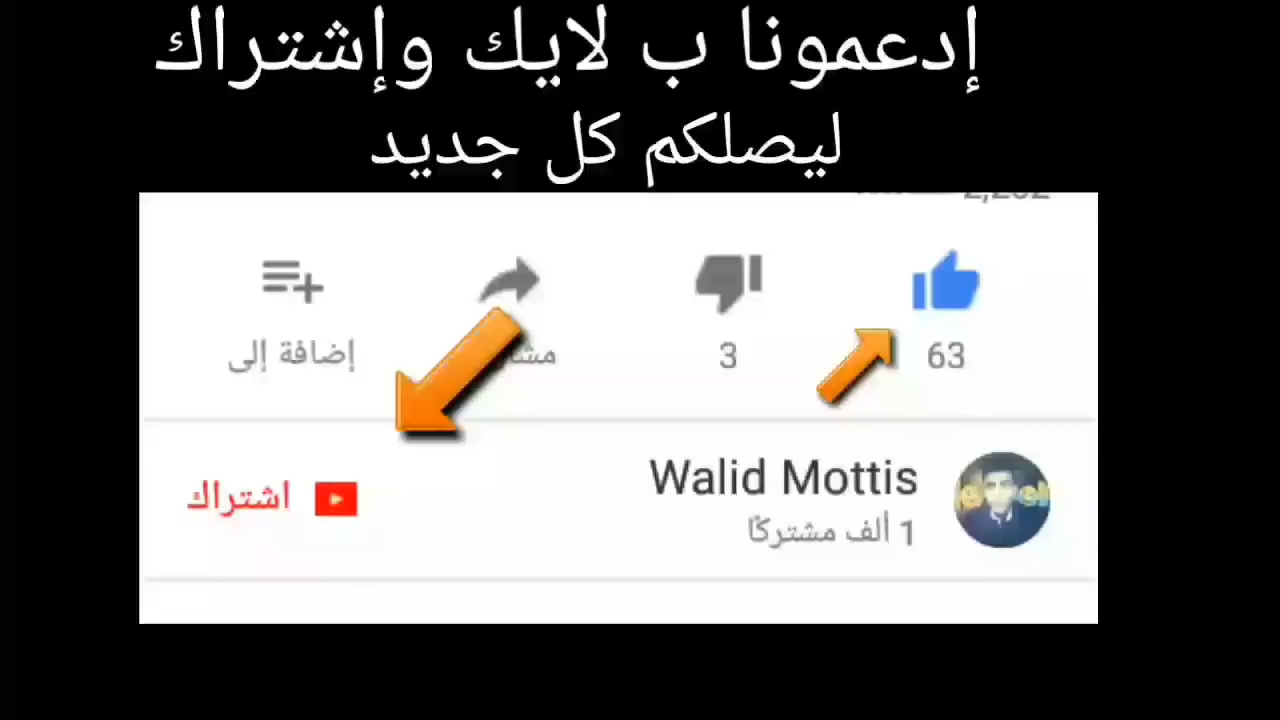 إدعمونا ب لايك وإشتراك
ليصلكم كل جديد
63
3
إضافة إلى
Walid Mottis
1 ألف مشتركًا
اشتراك